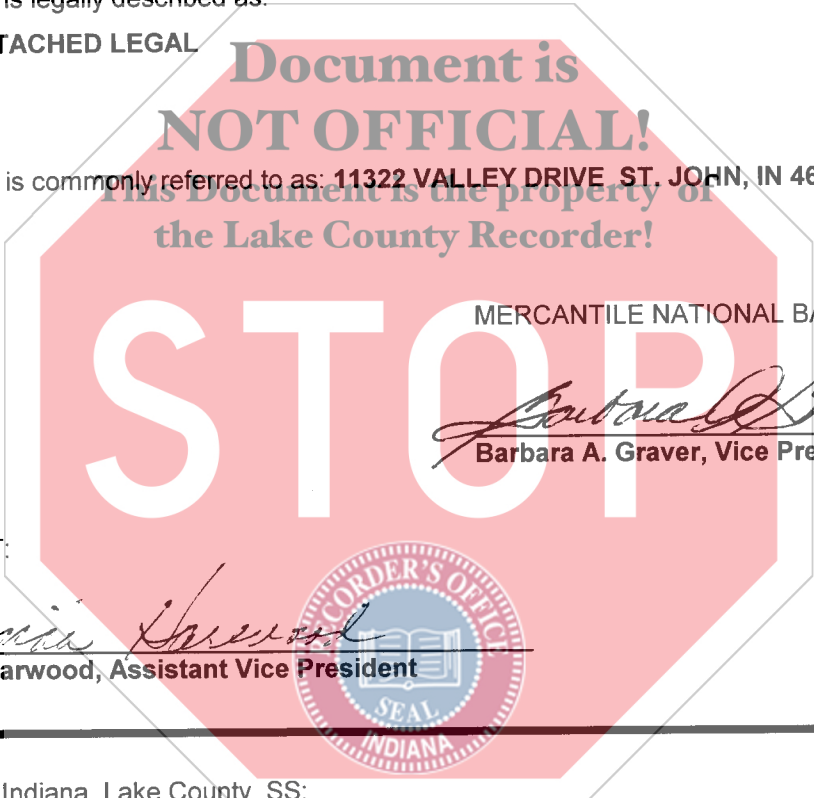 is legally described as:
TACHED LEGAL
Document is
NOT OFFICIAL!
is commonly referred to as: 11322 VALLEY DRIVE ST. JOHN, IN 46
This Document is the property of
the Lake County Recorder!
STOP
MERCANTILE NATIONAL BA
Barbara A. Graver, Vice Pre
T:
Harwood
arwood, Assistant Vice President
RECORDER'S OFFICE
SEAL
INDIANA
Indiana, Lake County, SS: